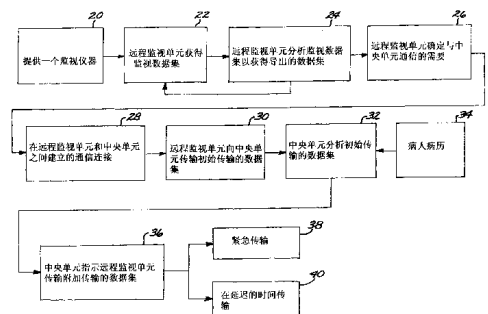 20
提供一个监视仪器
22
远程监视单元获得
监视数据集
24
远程监视单元分析监视数据
集以获得导出的数据集
26
远程监视单元确定与中
央单元通信的需要
28
在远程监视单元和中央单元
之间建立的通信连接
30
远程监视单元向中央
单元传输初始传输的
数据集
32
中央单元分析初始传
输的数据集
34
病人病历
36
中央单元指示远程监视单元
传输附加传输的数据集
38
紧急传输
40
在延迟的时间传
输